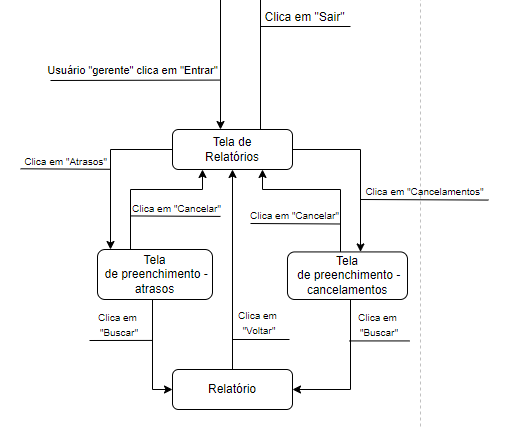 Clica em "Sair"
Usuário "gerente" clica em "Entrar"
Tela de
Relatórios
Clica em "Atrasos"
Clica em "Cancelamentos"
Clica em "Cancelar"
Clica em "Cancelar"
Tela
de preenchimento -
atrasos
Tela
de preenchimento -
cancelamentos
Clica em
"Buscar"
Clica em
"Voltar"
Clica em
"Buscar"
Relatório